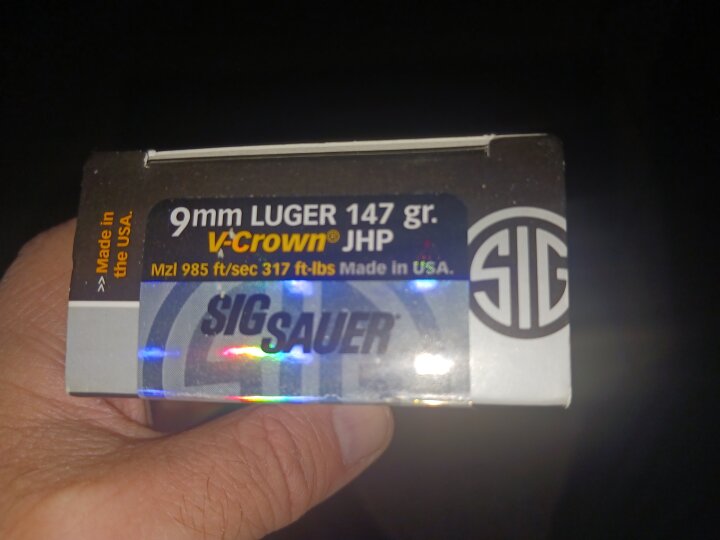 >> Made in
the USA.
9mm LUGER 147 gr.
V-Crown® JHP
Mzl 985 ft/sec 317 ft-lbs Made in USA.
SIG
SAUER
SIG